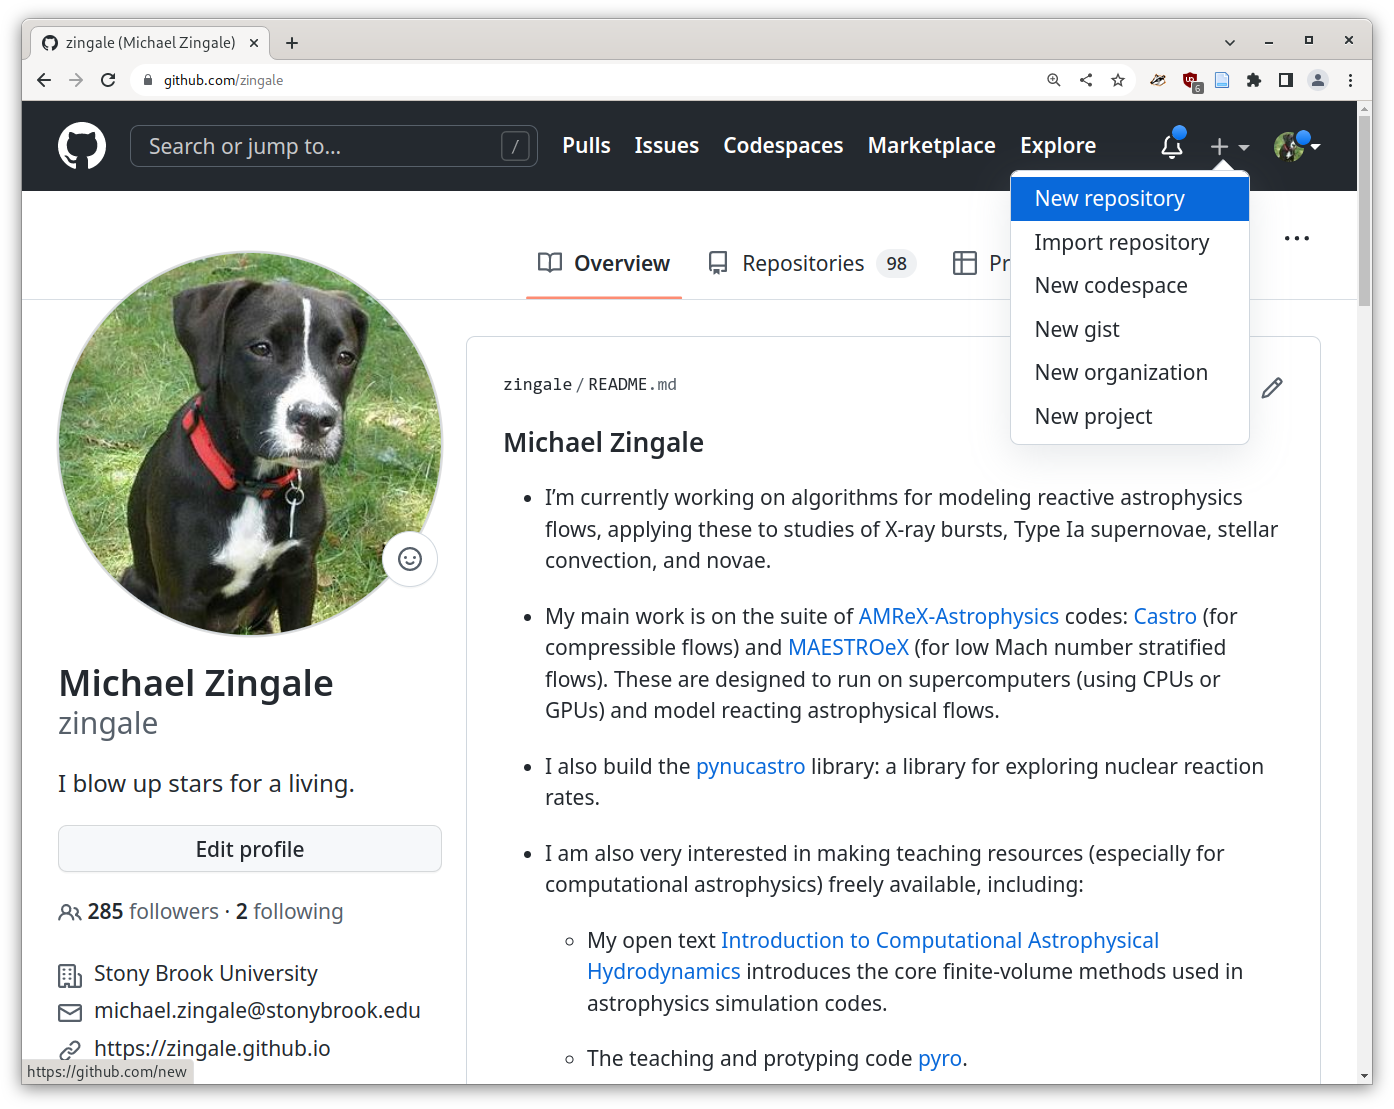 zingale (Michael Zingale)
github.com/zingale
6
Search or jump to...
/
Pulls
Issues
Codespaces
Marketplace
Explore
New repository
Import repository
New codespace
New gist
New organization
New project
Overview
Repositories 98
Pr
zingale/README.md
Michael Zingale
I’m currently working on algorithms for modeling reactive astrophysics
flows, applying these to studies of X-ray bursts, Type Ia supernovae, stellar
convection, and novae.
My main work is on the suite of AMReX-Astrophysics codes: Castro (for
compressible flows) and MAESTROeX (for low Mach number stratified
flows). These are designed to run on supercomputers (using CPUs or
GPUs) and model reacting astrophysical flows.
I also build the pynucastro library: a library for exploring nuclear reaction
rates.
I am also very interested in making teaching resources (especially for
computational astrophysics) freely available, including:
My open text Introduction to Computational Astrophysical
Hydrodynamics introduces the core finite-volume methods used in
astrophysics simulation codes.
The teaching and protyping code pyro.
Michael Zingale
zingale
I blow up stars for a living.
Edit profile
285 followers · 2 following
Stony Brook University
michael.zingale@stonybrook.edu
https://zingale.github.io
https://github.com/new